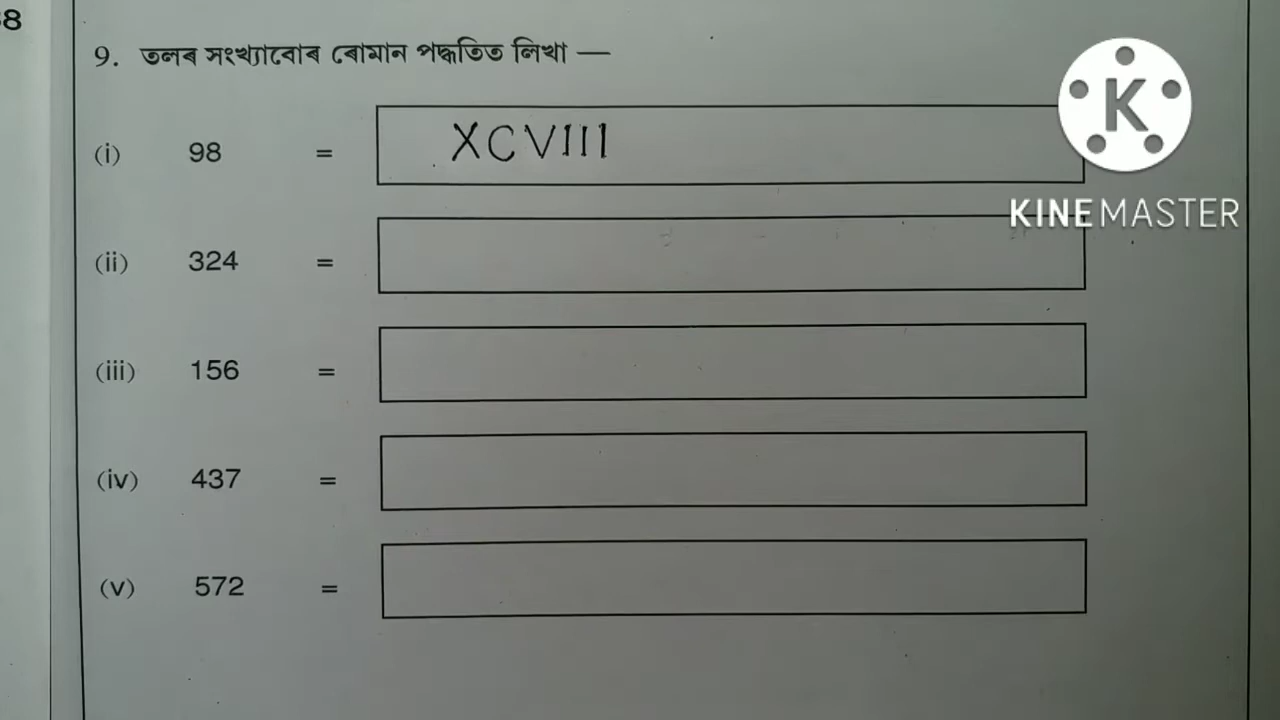 8
9. তলৰ সংখ্যাবোৰ ৰোমান পদ্ধতিত লিখা —
(i) 98 = XCVIII
K
KINEMASTER
(ii) 324 =
(iii) 156 =
(iv) 437 =
(v) 572 =